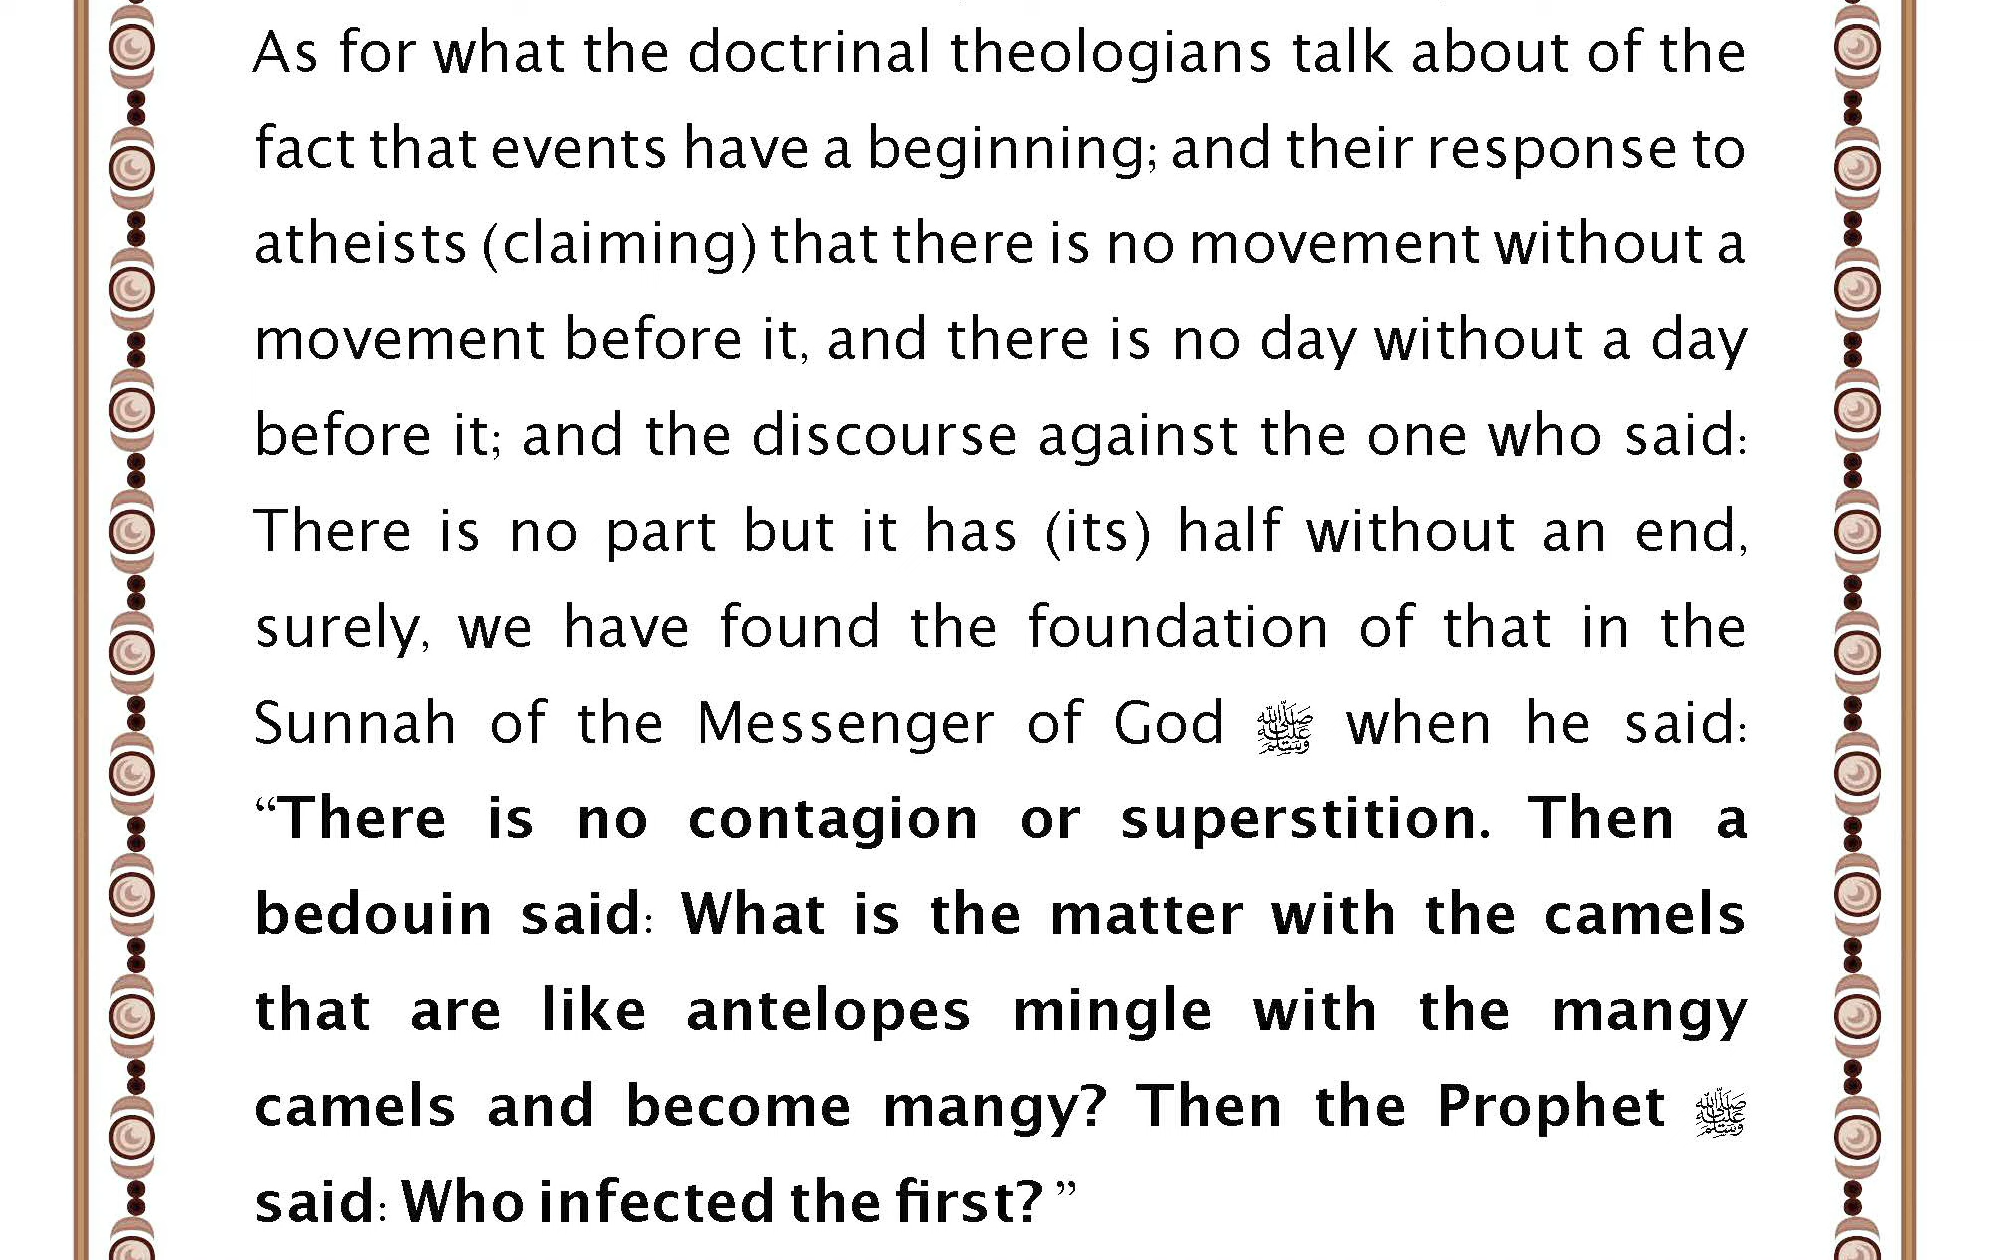 As for what the doctrinal theologians talk about of the
fact that events have a beginning; and their response to
atheists (claiming) that there is no movement without a
movement before it, and there is no day without a day
before it; and the discourse against the one who said:
There is no part but it has (its) half without an end,
surely, we have found the foundation of that in the
Sunnah of the Messenger of God ﷺ when he said:
“There is no contagion or superstition. Then a
bedouin said: What is the matter with the camels
that are like antelopes mingle with the mangy
camels and become mangy? Then the Prophet ﷺ
said: Who infected the first? ”